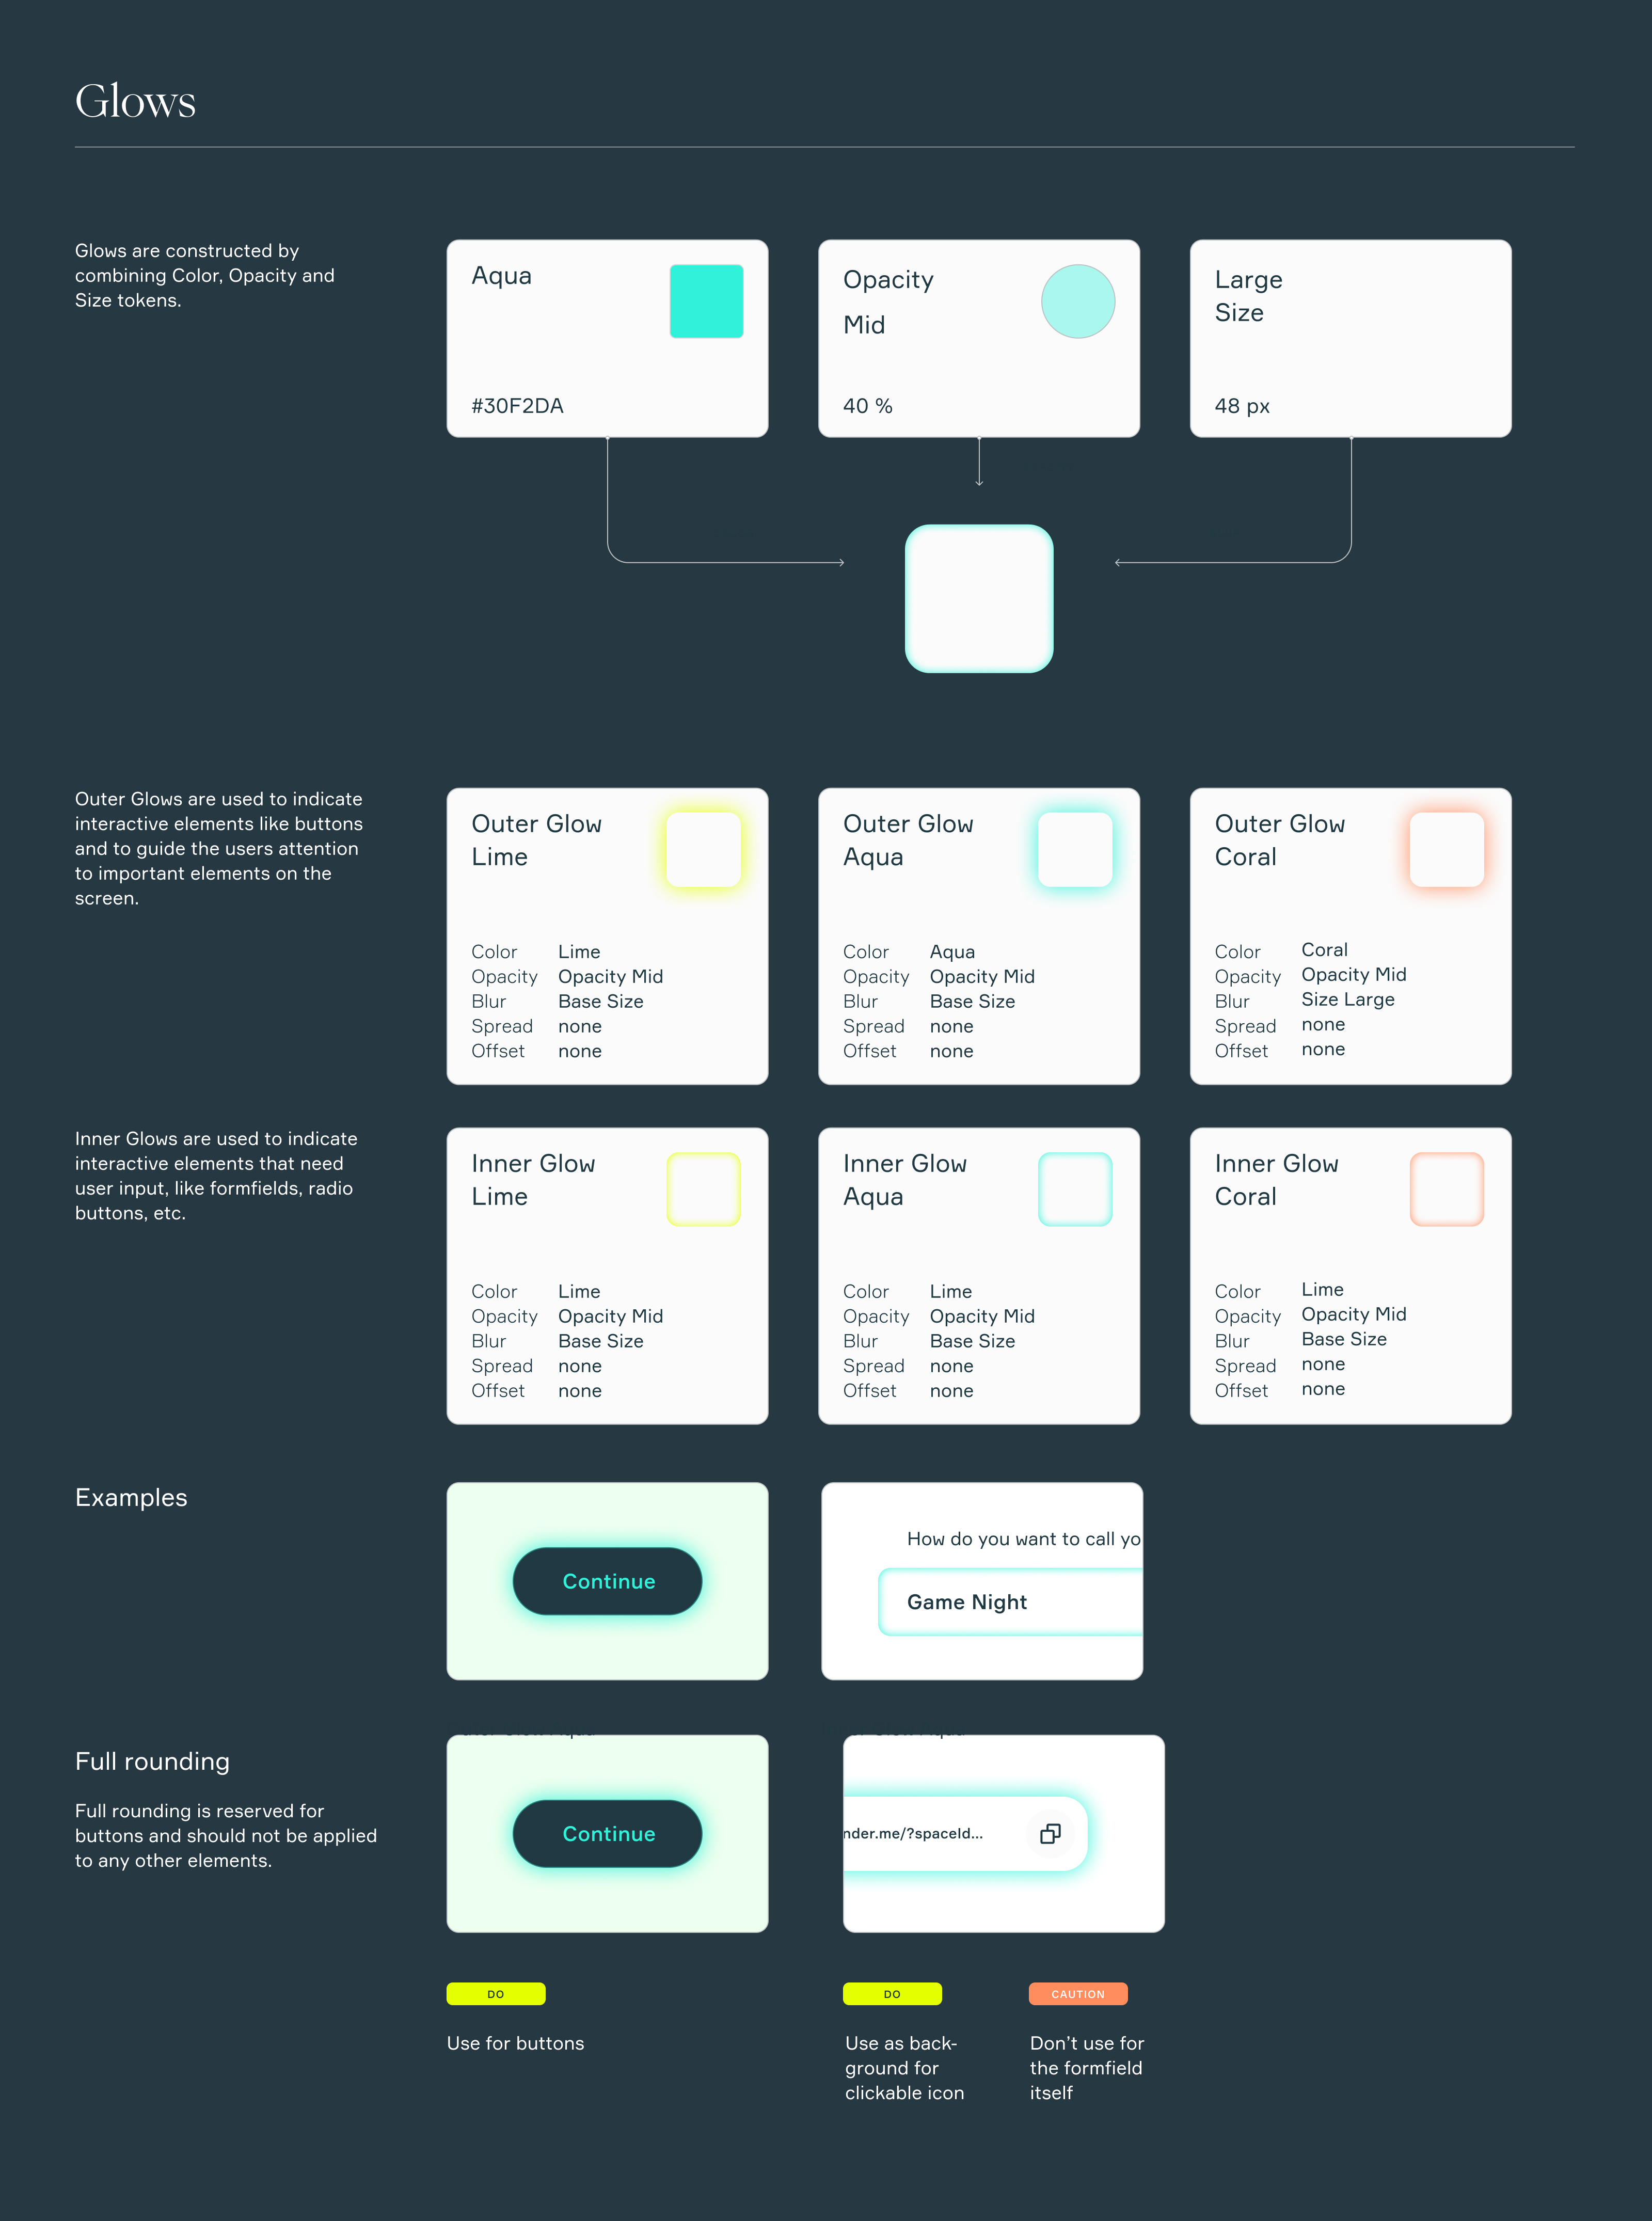 Glows
Glows are constructed by
combining Color, Opacity and
Size tokens.
Aqua
#30F2DA
Opacity
Mid
40 %
Large
Size
48 px
Outer Glows are used to indicate
interactive elements like buttons
and to guide the users attention
to important elements on the
screen.
Outer Glow
Lime
Color Lime
Opacity Opacity Mid
Blur Base Size
Spread none
Offset none
Outer Glow
Aqua
Color Aqua
Opacity Opacity Mid
Blur Base Size
Spread none
Offset none
Outer Glow
Coral
Color Coral
Opacity Opacity Mid
Blur Size Large
Spread none
Offset none
Inner Glows are used to indicate
interactive elements that need
user input, like formfields, radio
buttons, etc.
Inner Glow
Lime
Color Lime
Opacity Opacity Mid
Blur Base Size
Spread none
Offset none
Inner Glow
Aqua
Color Lime
Opacity Opacity Mid
Blur Base Size
Spread none
Offset none
Inner Glow
Coral
Color Lime
Opacity Opacity Mid
Blur Base Size
Spread none
Offset none
Examples
Continue
How do you want to call yo
Game Night
Full rounding
Full rounding is reserved for
buttons and should not be applied
to any other elements.
Continue
nder.me/?spaceId...
DO
Use for buttons
DO
Use as back-
ground for
clickable icon
CAUTION
Don't use for
the formfield
itself